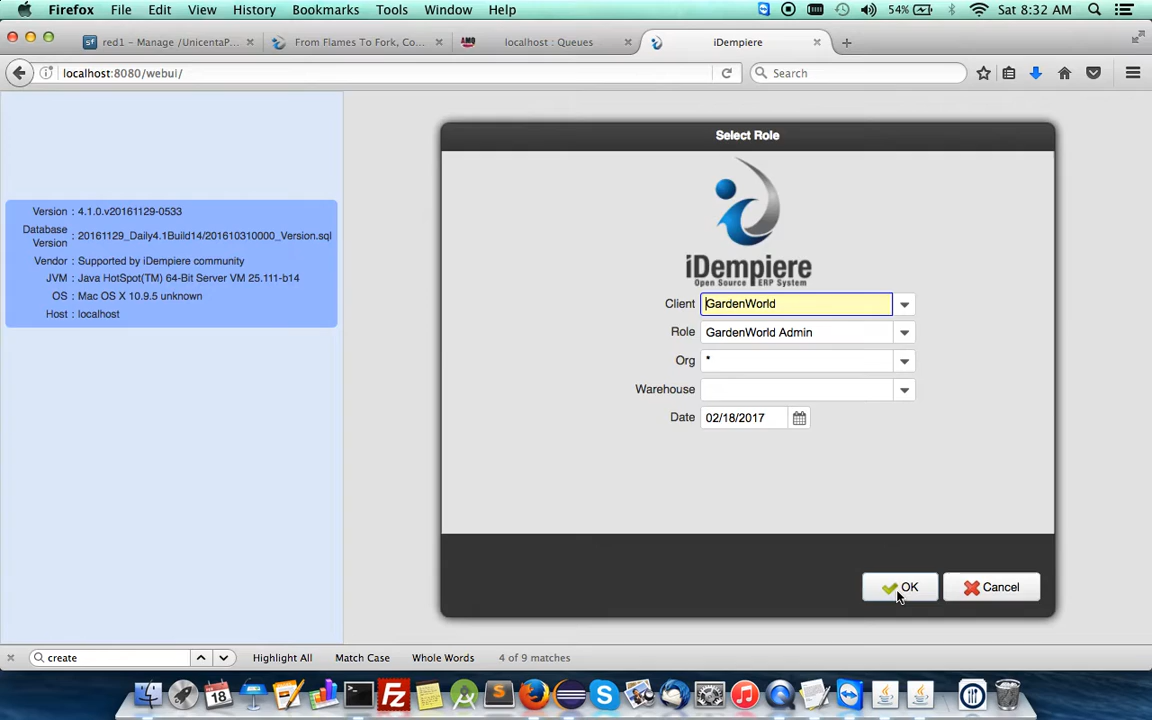 Firefox File Edit View History Bookmarks Tools Window Help 54% Sat 8:32 AM
red1 - Manage /UnicentaP... From Flames To Fork, Co... AMQ localhost : Queues iDempiere
localhost:8080/webui/ Search
Select Role
iDempiere
Open Source ERP System
Version : 4.1.0.v20161129-0533
Database Version : 20161129_Daily4.1Build14/201610310000_Version.sql
Vendor : Supported by iDempiere community
JVM : Java HotSpot(TM) 64-Bit Server VM 25.111-b14
OS : Mac OS X 10.9.5 unknown
Host : localhost
Client GardenWorld
Role GardenWorld Admin
Org *
Warehouse
Date 02/18/2017
OK Cancel
create Highlight All Match Case Whole Words 4 of 9 matches
18